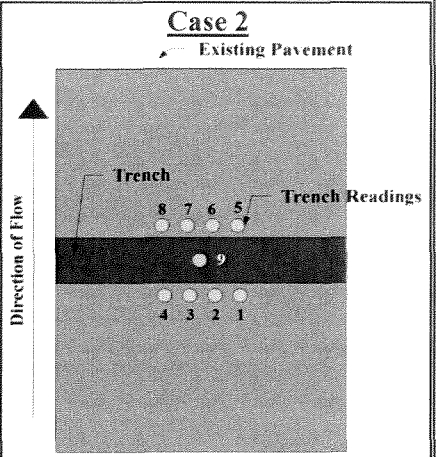 Case 2
Existing Pavement
Direction of Flow
Trench
8 7 6 5
Trench Readings
9
4 3 2 1